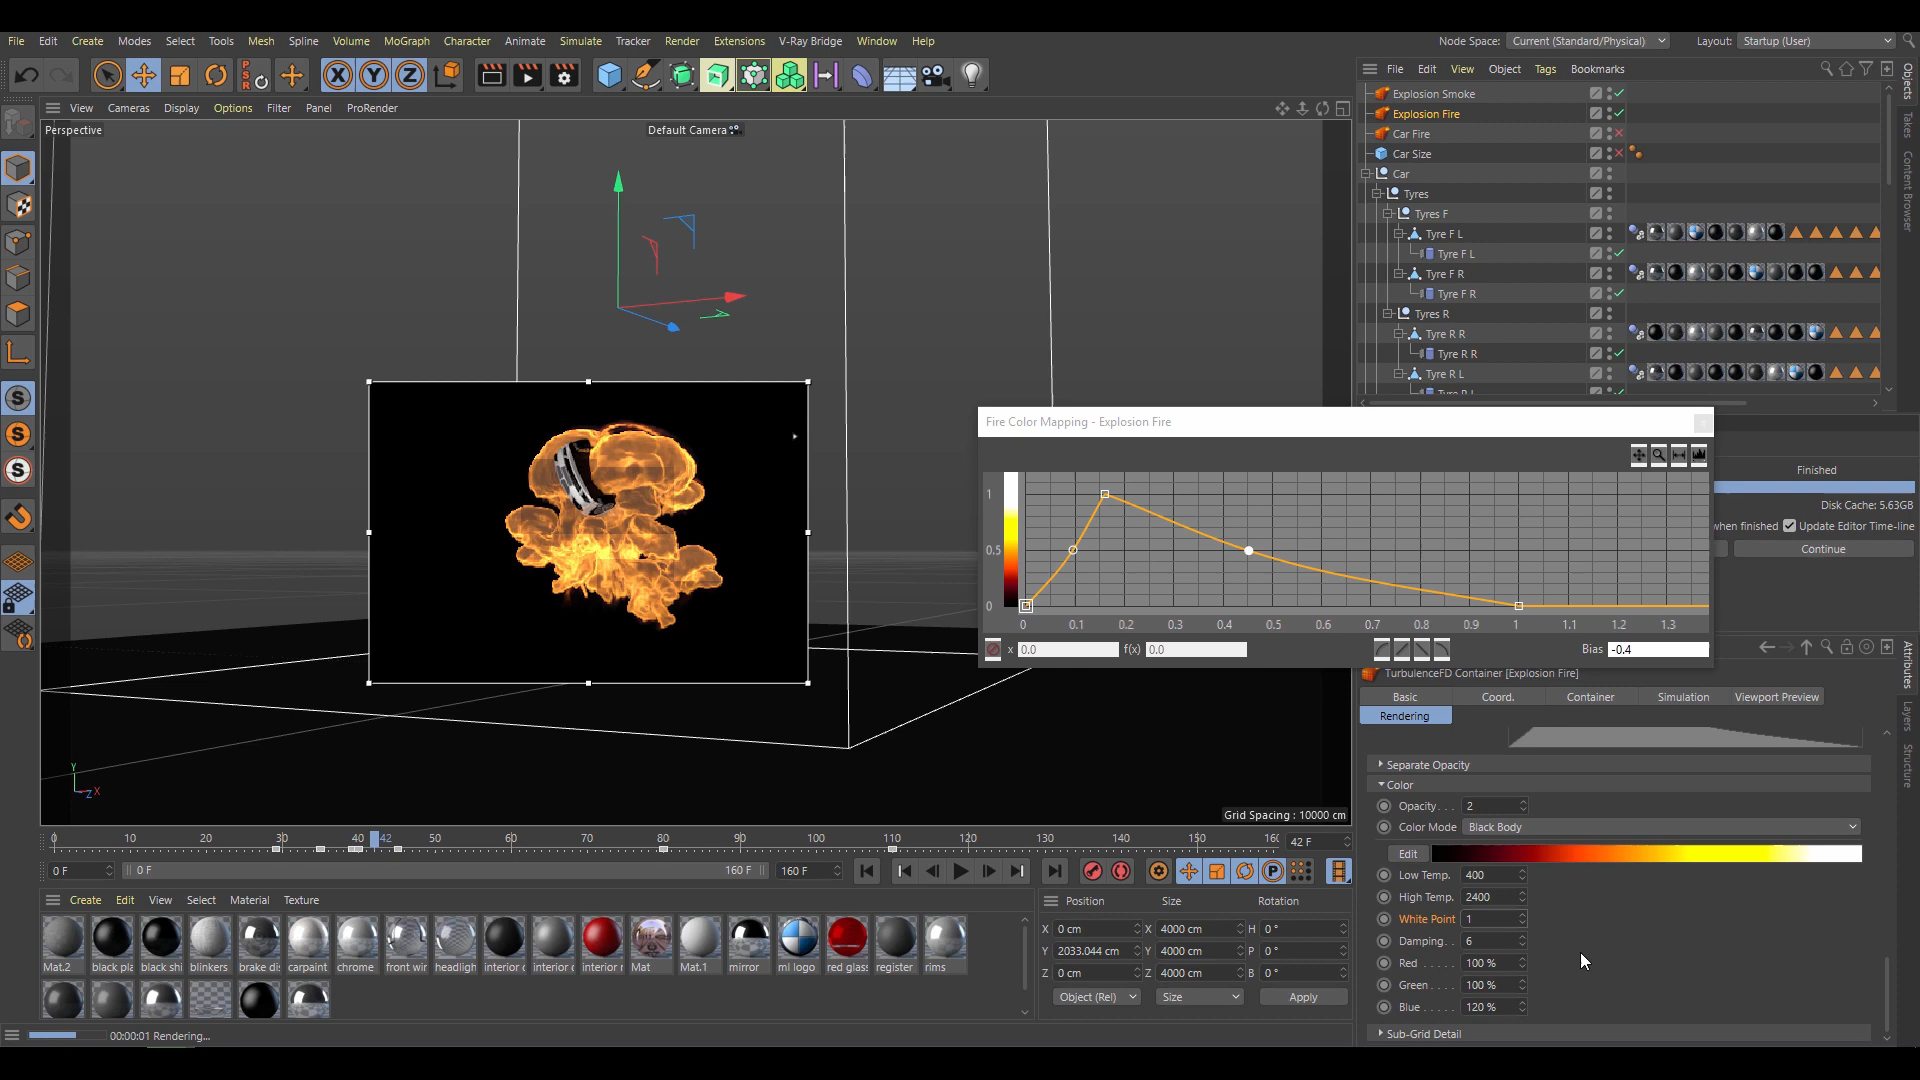 File Edit Create Modes Select Tools Mesh Spline Volume MoGraph Character Animate Simulate Tracker Render Extensions V-Ray Bridge Window Help
Node Space: Current (Standard/Physical) Layout: Startup (User)
File Edit View Object Tags Bookmarks
View Cameras Display Options Filter Panel ProRender
Perspective
Default Camera
Explosion Smoke
Explosion Fire
Car Fire
Car Size
Car
Tyres
Tyres F
Tyre F L
Tyre F L
Tyre F R
Tyre F R
Tyres R
Tyre R R
Tyre R R
Tyre R L
Objects
Takes
Content Browser
Fire Color Mapping - Explosion Fire
1
0.5
0
0 0.1 0.2 0.3 0.4 0.5 0.6 0.7 0.8 0.9 1 1.1 1.2 1.3
x 0.0 f(x) 0.0 Bias -0.4
Finished
Disk Cache: 5.63GB
when finished Update Editor Time-line
Continue
TurbulenceFD Container [Explosion Fire]
Basic Coord. Container Simulation Viewport Preview
Rendering
Separate Opacity
Color
Opacity. . . 2
Color Mode Black Body
Edit
Low Temp. 400
High Temp. 2400
White Point 1
Damping. . 6
Red . . . . . 100 %
Green . . . . 100 %
Blue . . . . . 120 %
Sub-Grid Detail
Attributes
Layers
Structure
Y
Z X
Grid Spacing : 10000 cm
0 10 20 30 40 42 50 60 70 80 90 100 110 120 130 140 150 160 42 F
0 F 0 F 160 F 160 F
Create Edit View Select Material Texture
Mat.2 black pla black shi blinkers brake di carpaint chrome front wir headligh interior interior interior r Mat Mat.1 mirror ml logo red glass register rims
Position Size Rotation
X 0 cm X 4000 cm H 0 °
Y 2033.044 cm Y 4000 cm P 0 °
Z 0 cm Z 4000 cm B 0 °
Object (Rel) Size Apply
00:00:01 Rendering...